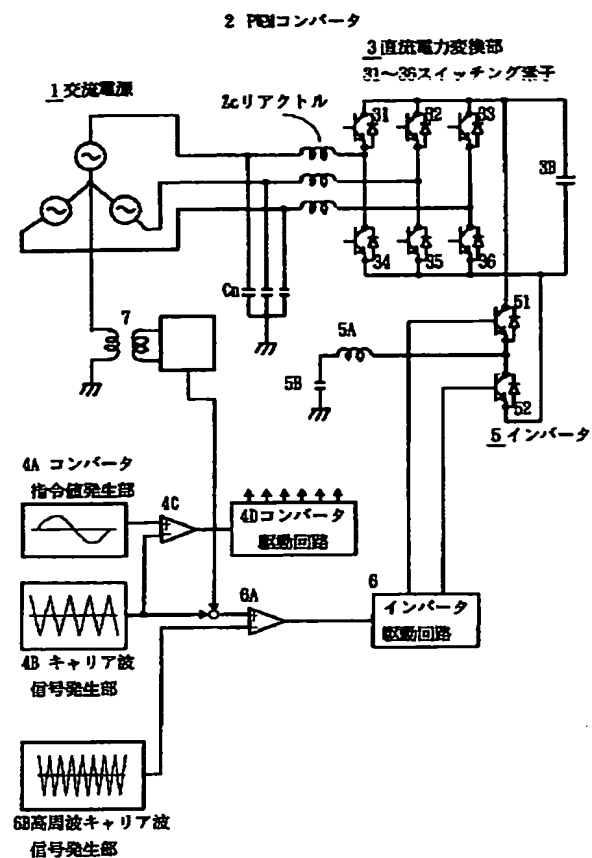 2 PWMコンバータ
3 直流電力変換部
31～36スイッチング素子
1 交流電源
2cリアクトル
31
32
33
3B
34
35
36
Cn
7
5A
51
5B
52
5 インバータ
4A コンバータ
指令値発生部
4C
4Dコンバータ
駆動回路
6A
6
インバータ
駆動回路
4B キャリア波
信号発生部
6B高周波キャリア波
信号発生部